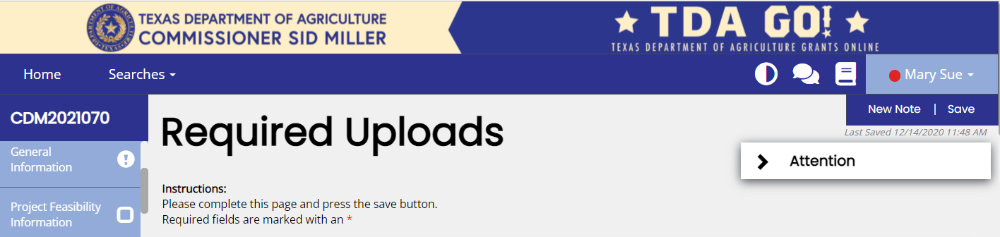 TEXAS DEPARTMENT OF AGRICULTURE
COMMISSIONER SID MILLER
TDA GO!
TEXAS DEPARTMENT OF AGRICULTURE GRANTS ONLINE
Home
Searches
Mary Sue
New Note | Save
Last Saved 12/14/2020 11:48 AM
CDM2021070
General
Information
Project Feasibility
Information
Required Uploads
Attention
Instructions:
Please complete this page and press the save button.
Required fields are marked with an *